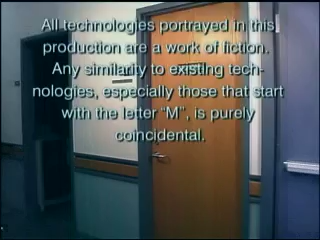 All technologies portrayed in this
production are a work of fiction.
Any similarity to existing tech-
nologies, especially those that start
with the letter “M”, is purely
coincidental.